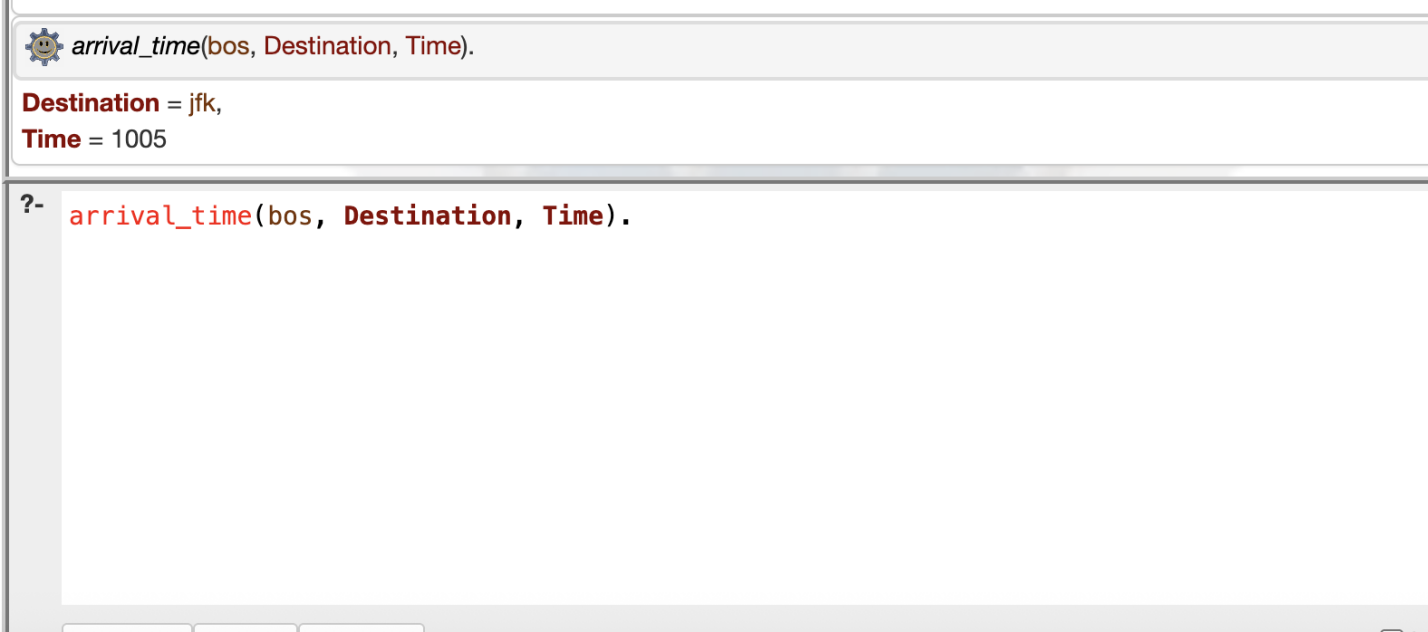 arrival_time(bos, Destination, Time).
Destination = jfk,
Time = 1005
?- arrival_time(bos, Destination, Time).